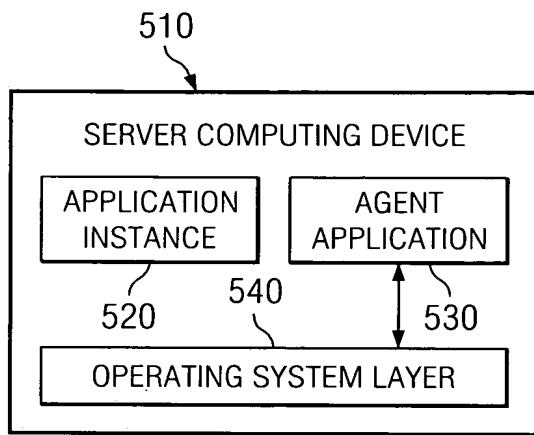 510
SERVER COMPUTING DEVICE
APPLICATION
INSTANCE
AGENT
APPLICATION
520
540
530
OPERATING SYSTEM LAYER